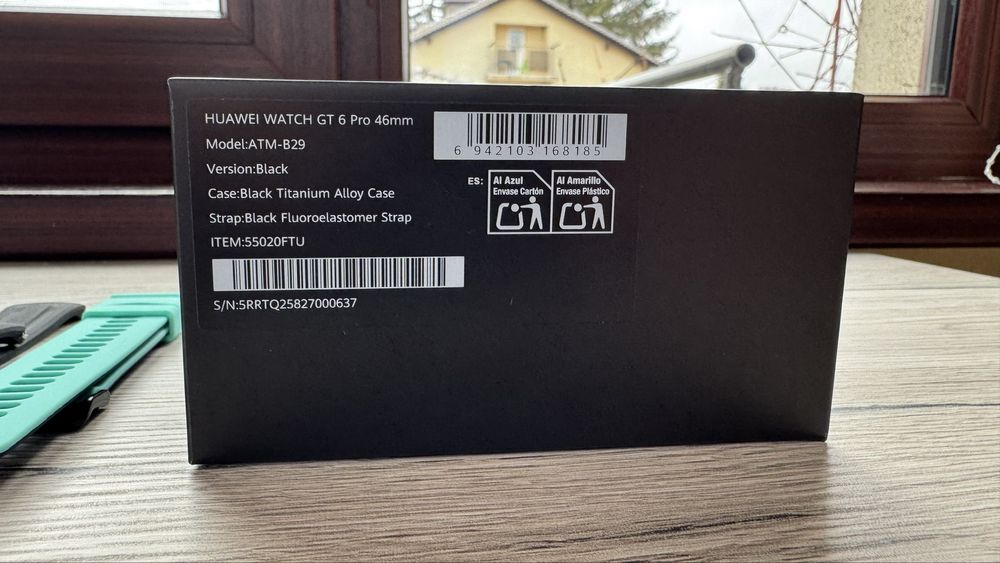 HUAWEI WATCH GT 6 Pro 46mm
Model:ATM-B29
Version:Black
Case:Black Titanium Alloy Case
Strap:Black Fluoroelastomer Strap
ITEM:55020FTU
S/N:5RRTQ25827000637
6 942103 168185
ES:
Al Azul
Envase Cartón
Al Amarillo
Envase Plástico